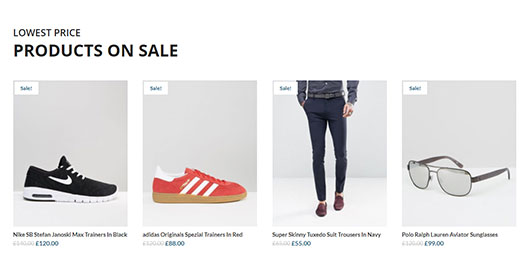 LOWEST PRICE
PRODUCTS ON SALE
Sale!
Sale!
Sale!
Sale!
Nike SB Stefan Janoski Max Trainers In Black
£140.00 £120.00
adidas Originals Spezial Trainers In Red
£120.00 £88.00
Super Skinny Tuxedo Suit Trousers In Navy
£55.00
Polo Ralph Lauren Aviator Sunglasses
£120.00 £99.00